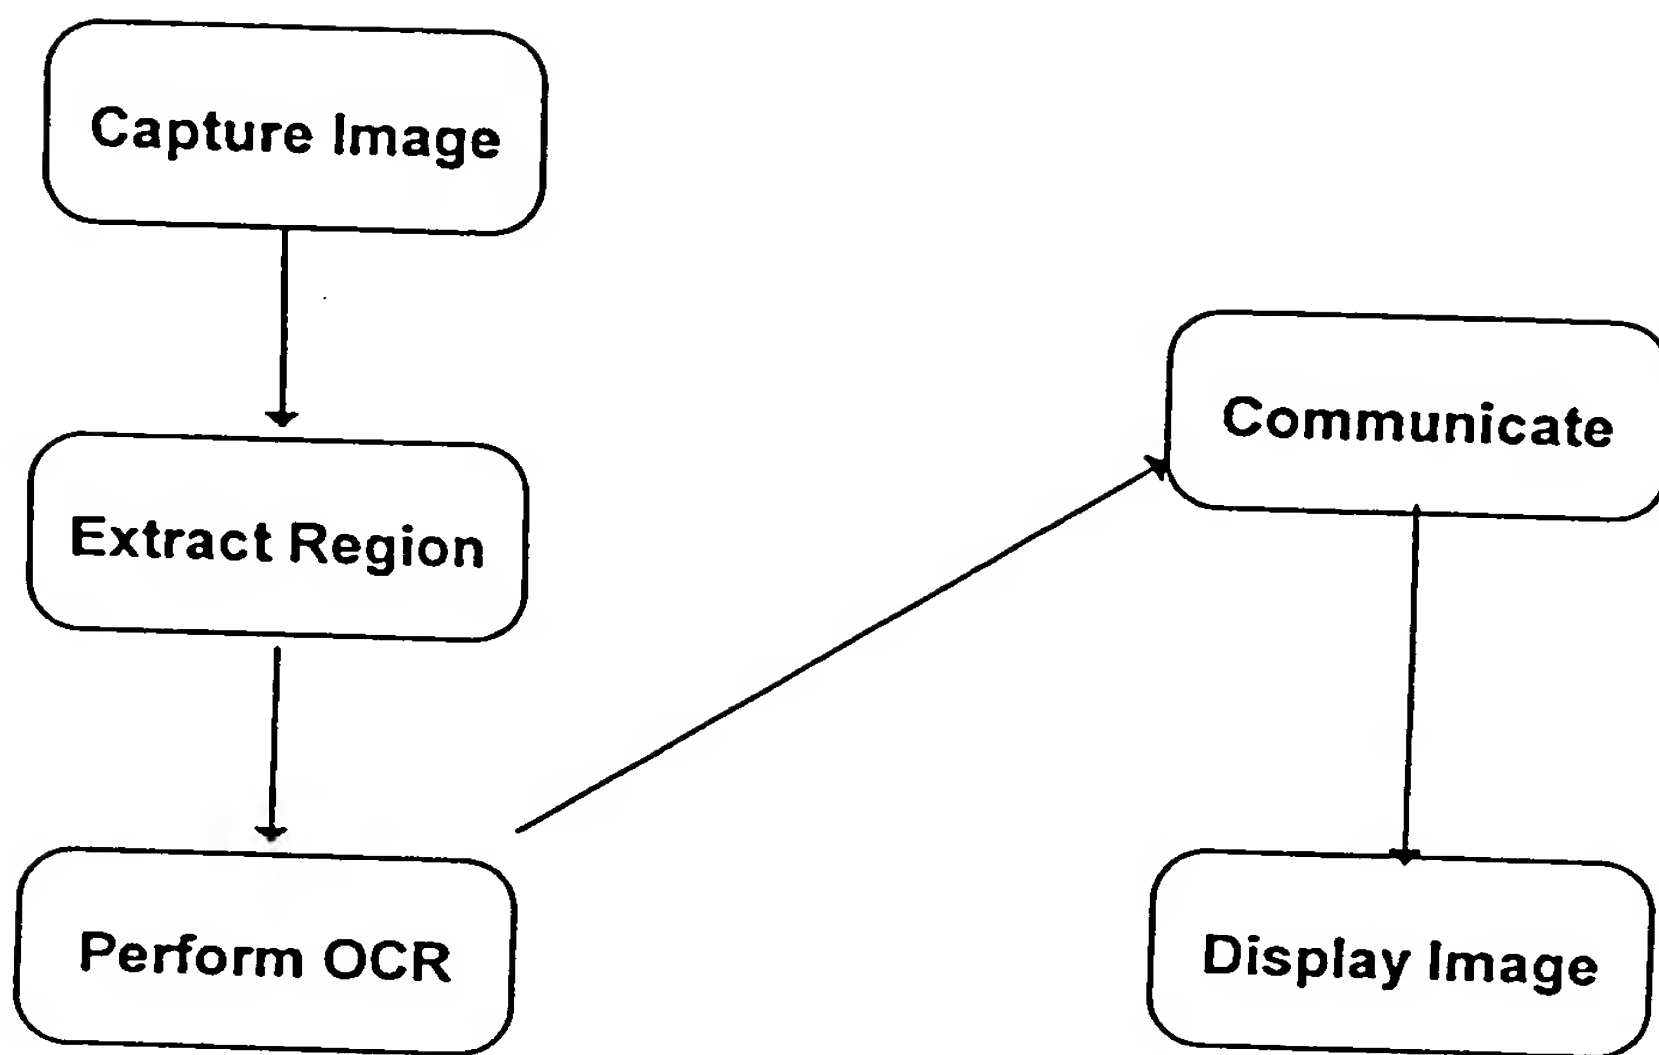 Capture Image
Extract Region
Perform OCR
Communicate
Display Image